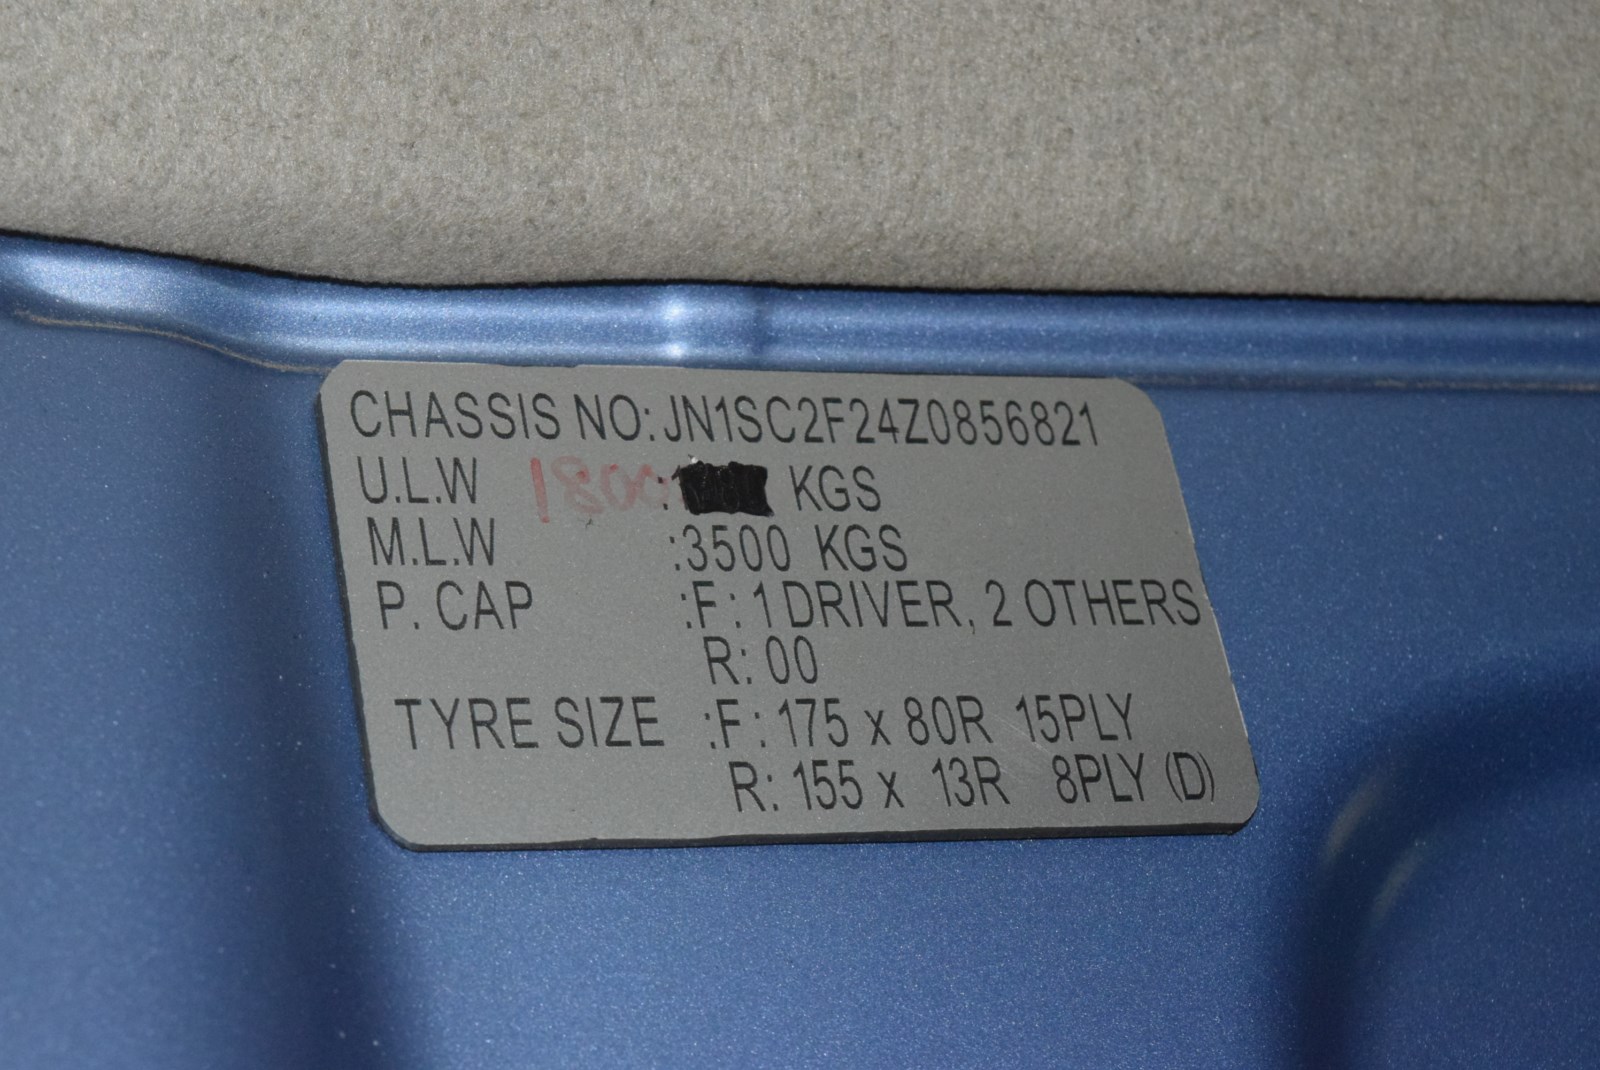 CHASSIS NO: JN1SC2F24Z0856821
U.L.W 1800: KGS
M.L.W :3500 KGS
P. CAP :F: 1 DRIVER, 2 OTHERS
R: 00
TYRE SIZE :F: 175 x 80R 15PLY
R: 155 x 13R 8PLY (D)